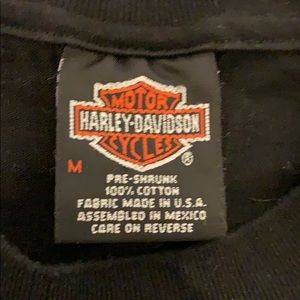 MOTOR
HARLEY-DAVIDSON
CYCLES
®
M
PRE-SHRUNK
100% COTTON
FABRIC MADE IN U.S.A.
ASSEMBLED IN MEXICO
CARE ON REVERSE